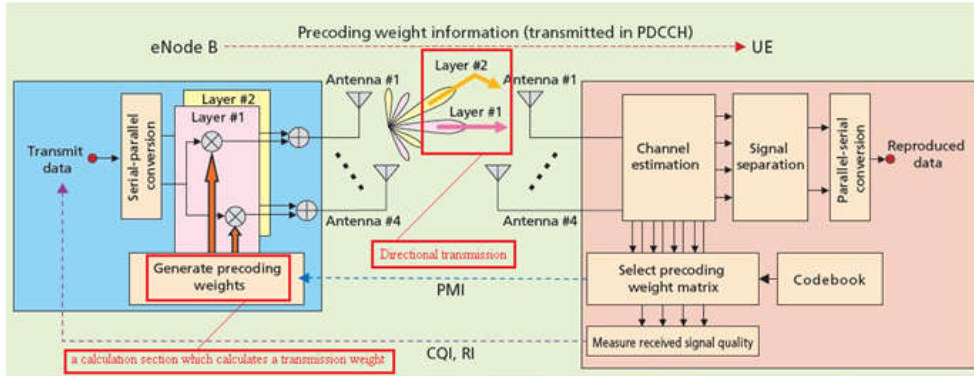 Precoding weight information (transmitted in PDCCH)
eNode B
UE
Layer #2
Layer #1
Antenna #1
Antenna #1
Layer #2
Layer #1
Transmit
data
Serial-parallel
conversion
Channel
estimation
Signal
separation
Parallel-serial
conversion
Reproduced
data
Antenna #4
Antenna #4
Directional transmission
Generate precoding
weights
PMI
Select precoding
weight matrix
Codebook
a calculation section which calculates a transmission weight
CQI, RI
Measure received signal quality